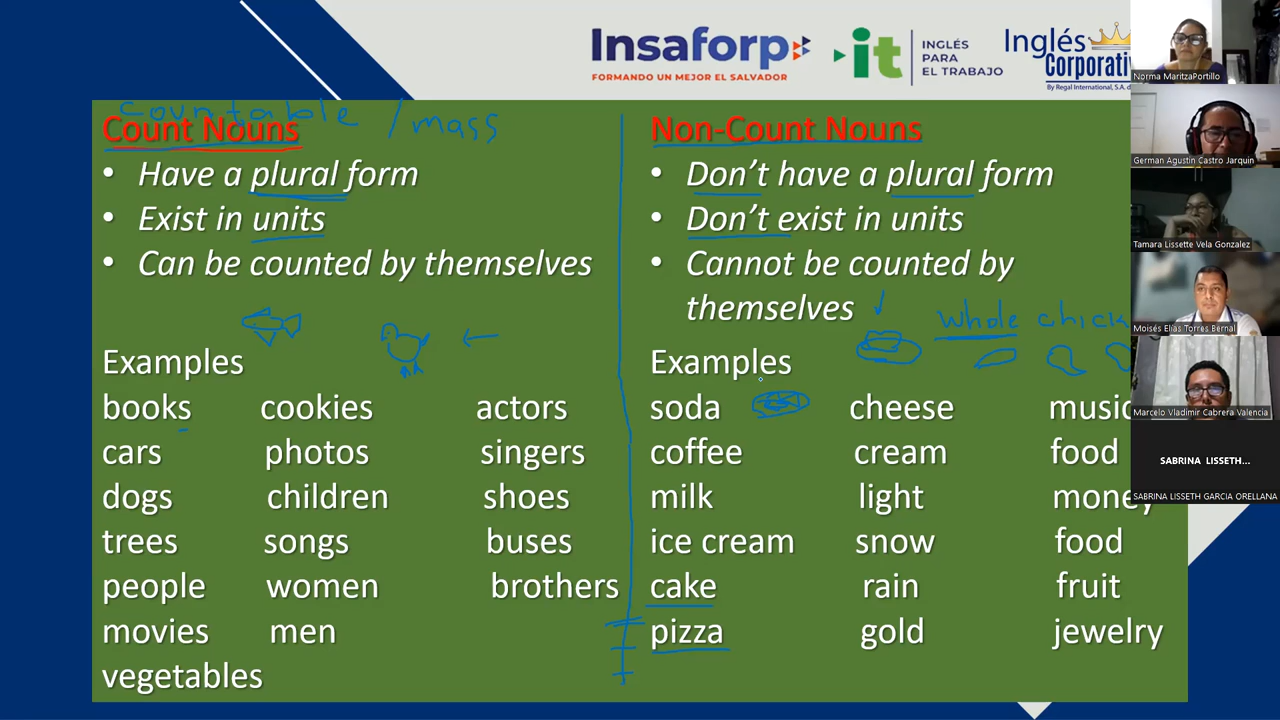 Insaforp
FORMANDO UN MEJOR EL SALVADOR
it
INGLÉS
PARA
EL TRABAJO
Inglés
Corporativ
By Regal International, S.A. d
Countable / mass
Count Nouns
• Have a plural form
• Exist in units
• Can be counted by themselves
Examples
books cookies actors
cars photos singers
dogs children shoes
trees songs buses
people women brothers
movies men
vegetables
Non-Count Nouns
• Don't have a plural form
• Don't exist in units
• Cannot be counted by
themselves
whole chick
Examples
soda cheese music
coffee cream food
milk light money
ice cream snow food
cake rain fruit
pizza gold jewelry
Norma MaritzaPortillo
German Agustin Castro Jarquin
Tamara Lissette Vela Gonzalez
Moisés Elías Torres Bernal
Marcelo Vladimir Cabrera Valencia
SABRINA LISSETH...
SABRINA LISSETH GARCIA ORELLANA